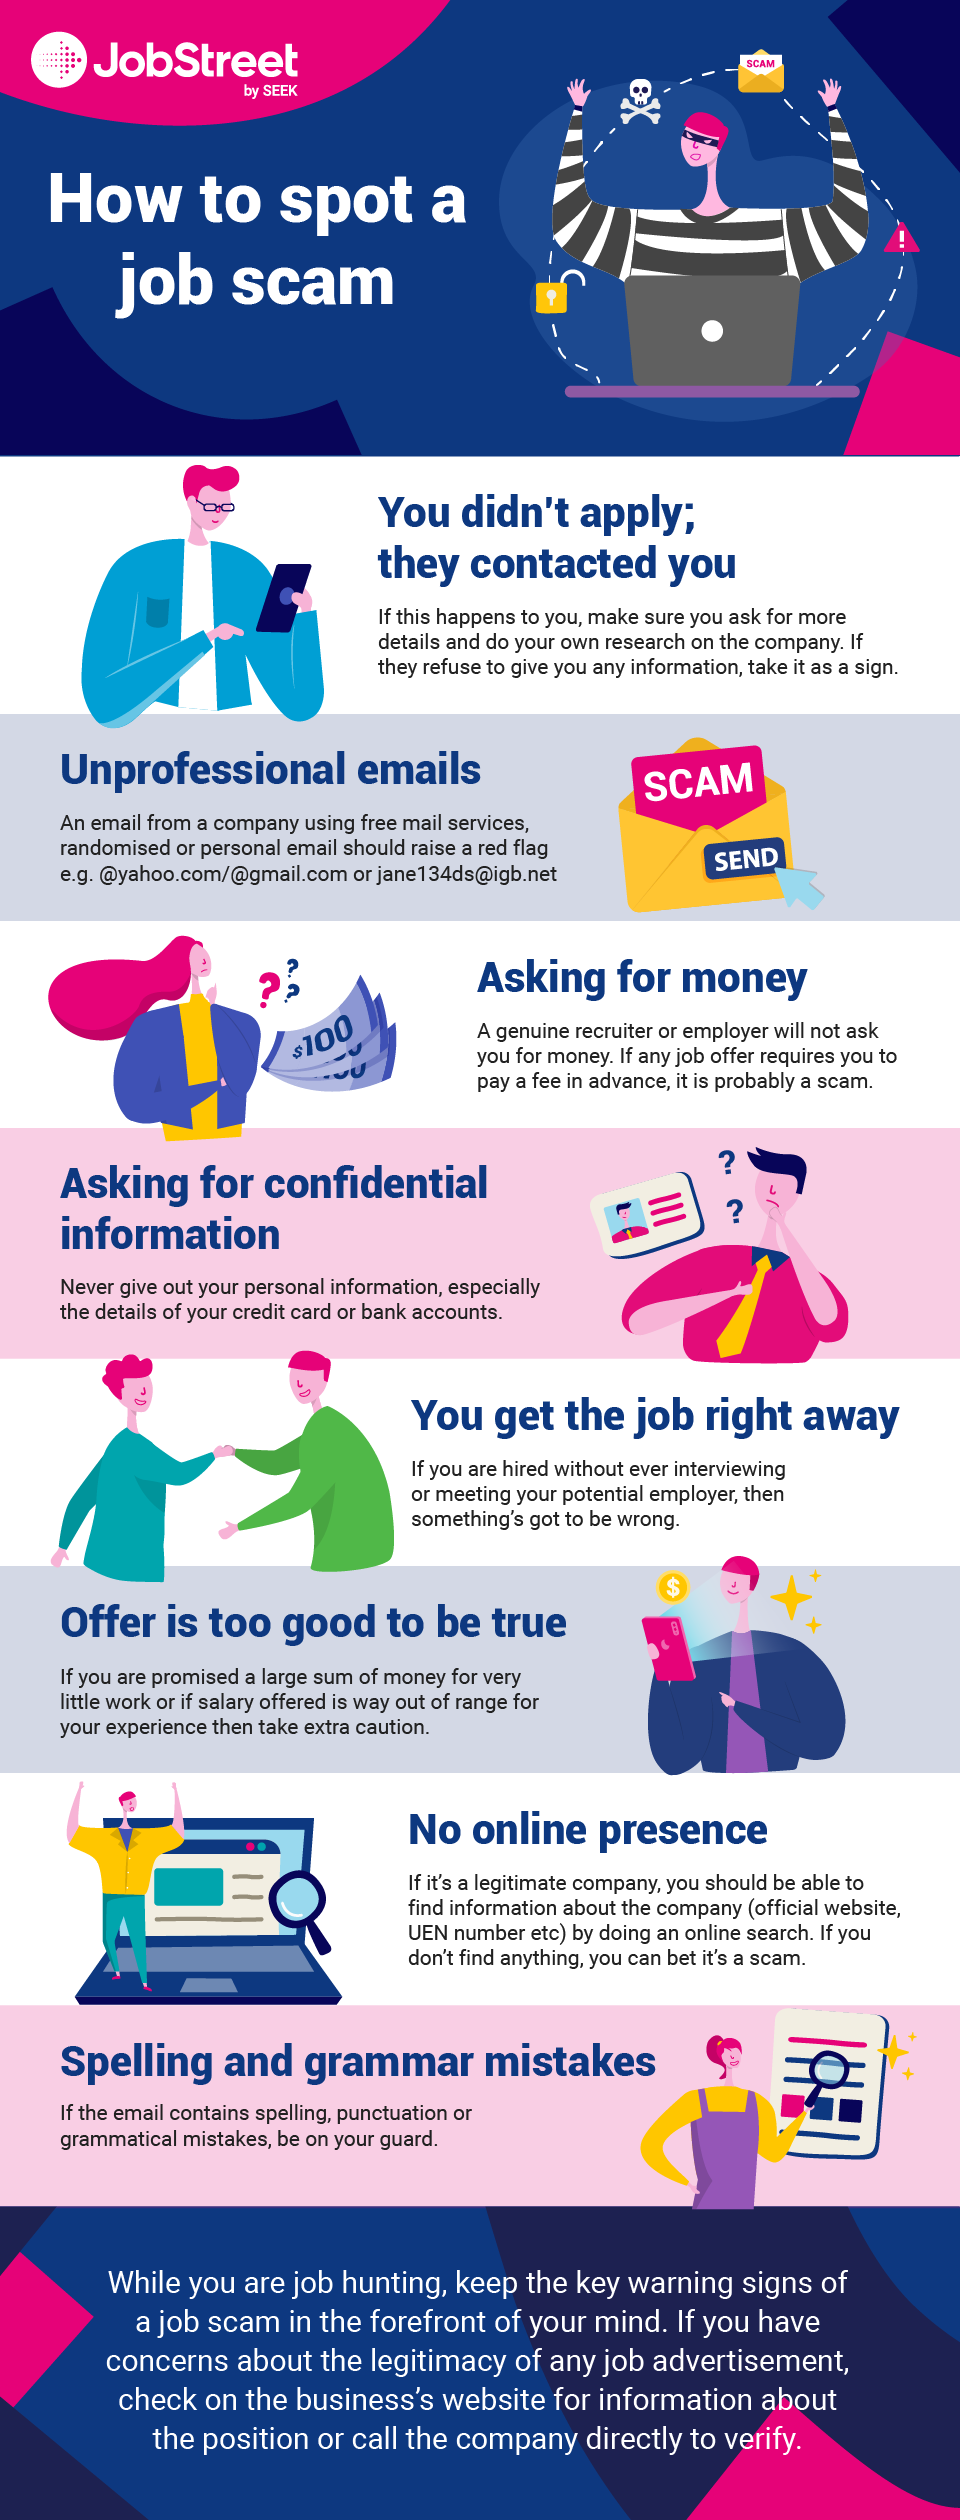 JobStreet
by SEEK
SCAM
How to spot a
job scam
You didn't apply;
they contacted you
If this happens to you, make sure you ask for more
details and do your own research on the company. If
they refuse to give you any information, take it as a sign.
Unprofessional emails
An email from a company using free mail services,
randomised or personal email should raise a red flag
e.g. @yahoo.com/@gmail.com or jane134ds@igb.net
SCAM
SEND
? ? ?
$100
Asking for money
A genuine recruiter or employer will not ask
you for money. If any job offer requires you to
pay a fee in advance, it is probably a scam.
Asking for confidential
information
Never give out your personal information, especially
the details of your credit card or bank accounts.
?
?
You get the job right away
If you are hired without ever interviewing
or meeting your potential employer, then
something's got to be wrong.
Offer is too good to be true
If you are promised a large sum of money for very
little work or if salary offered is way out of range for
your experience then take extra caution.
$
No online presence
If it's a legitimate company, you should be able to
find information about the company (official website,
UEN number etc) by doing an online search. If you
don't find anything, you can bet it's a scam.
Spelling and grammar mistakes
If the email contains spelling, punctuation or
grammatical mistakes, be on your guard.
While you are job hunting, keep the key warning signs of
a job scam in the forefront of your mind. If you have
concerns about the legitimacy of any job advertisement,
check on the business's website for information about
the position or call the company directly to verify.